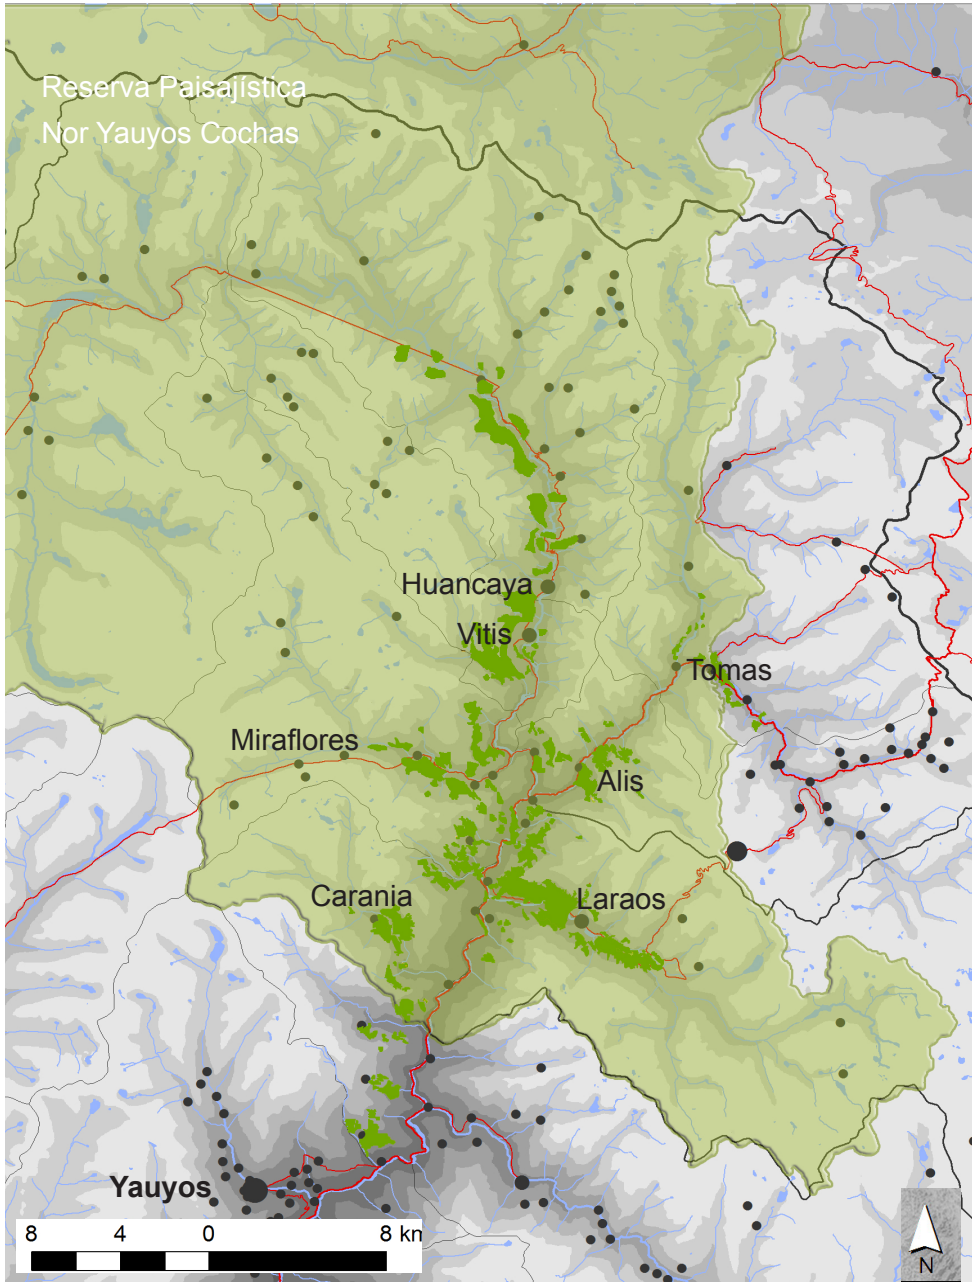 Reserva Paisajística
Nor Yauyos Cochas
Huancaya
Vitis
Tomas
Miraflores
Alis
Carania
Laraos
Yauyos
8 4 0 8 km
N